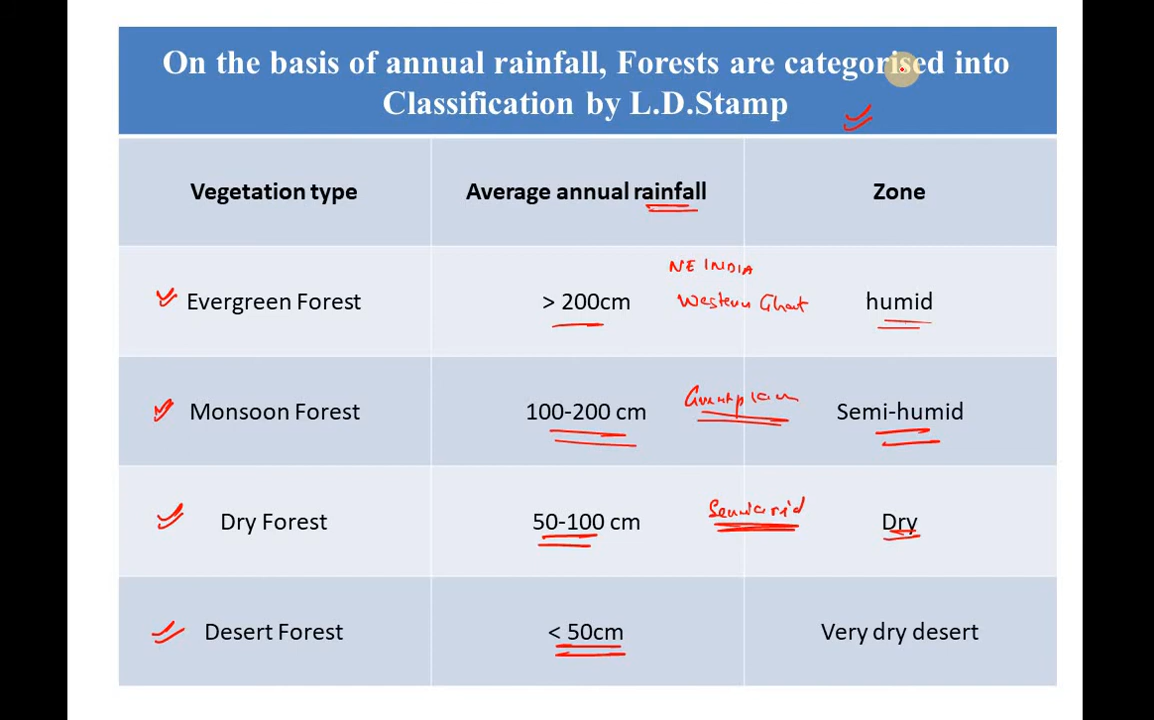 On the basis of annual rainfall, Forests are categorised into
Classification by L.D.Stamp
Vegetation type
Average annual rainfall
Zone
NE INDIA
Evergreen Forest
> 200cm
Western Ghat
humid
Monsoon Forest
100-200 cm
Semi-humid
Dry Forest
50-100 cm
Semiarid
Dry
Desert Forest
< 50cm
Very dry desert